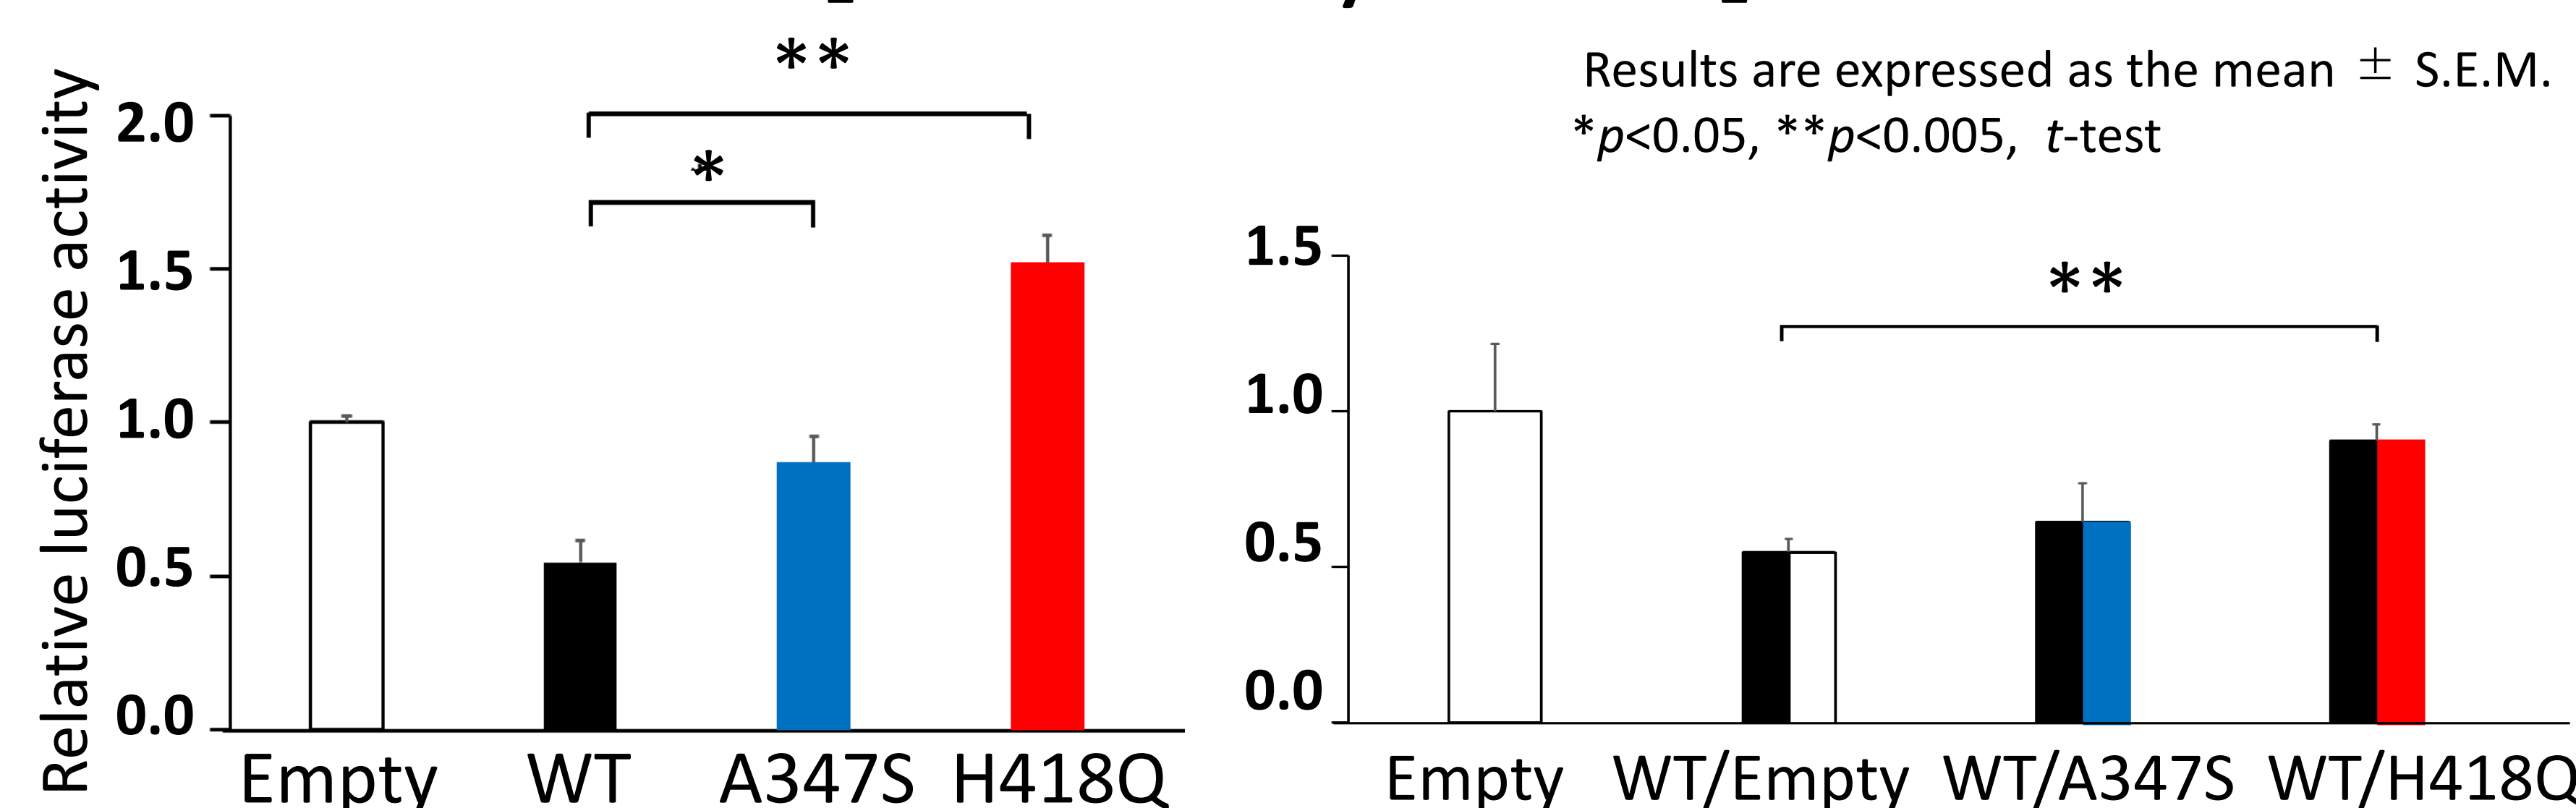 Relative luciferase activity
**
*
2.0
1.5
1.0
0.5
0.0
Empty WT A347S H418Q
Results are expressed as the mean ± S.E.M.
*p<0.05, **p<0.005, t-test
**
1.5
1.0
0.5
0.0
Empty WT/Empty WT/A347S WT/H418Q